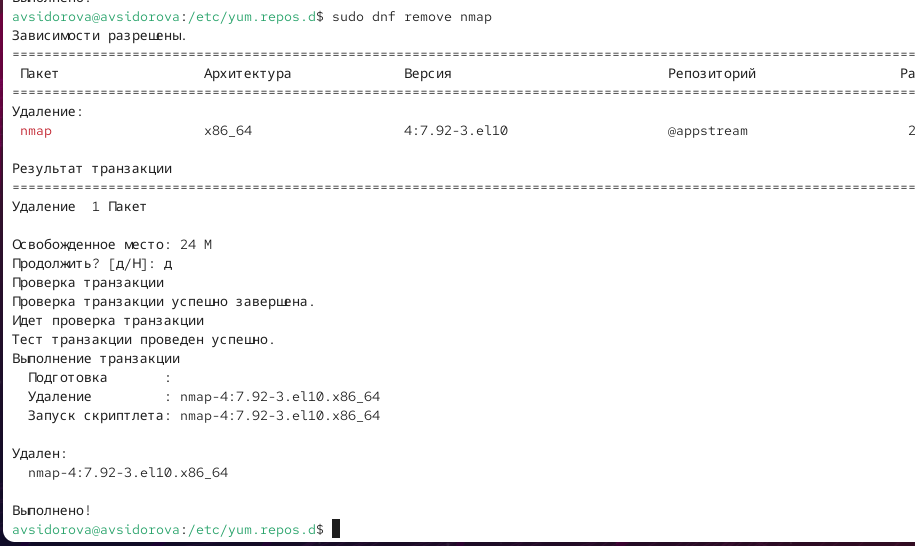 Выполнено!
avsidorova@avsidorova:/etc/yum.repos.d$ sudo dnf remove nmap
Зависимости разрешены.
================================================================================
Пакет Архитектура Версия Репозиторий Ра
================================================================================
Удаление:
nmap x86_64 4:7.92-3.el10 @appstream 2
Результат транзакции
================================================================================
Удаление 1 Пакет
Освобожденное место: 24 M
Продолжить? [д/Н]: д
Проверка транзакции
Проверка транзакции успешно завершена.
Идет проверка транзакции
Тест транзакции проведен успешно.
Выполнение транзакции
Подготовка :
Удаление : nmap-4:7.92-3.el10.x86_64
Запуск скриптлета: nmap-4:7.92-3.el10.x86_64
Удален:
nmap-4:7.92-3.el10.x86_64
Выполнено!
avsidorova@avsidorova:/etc/yum.repos.d$